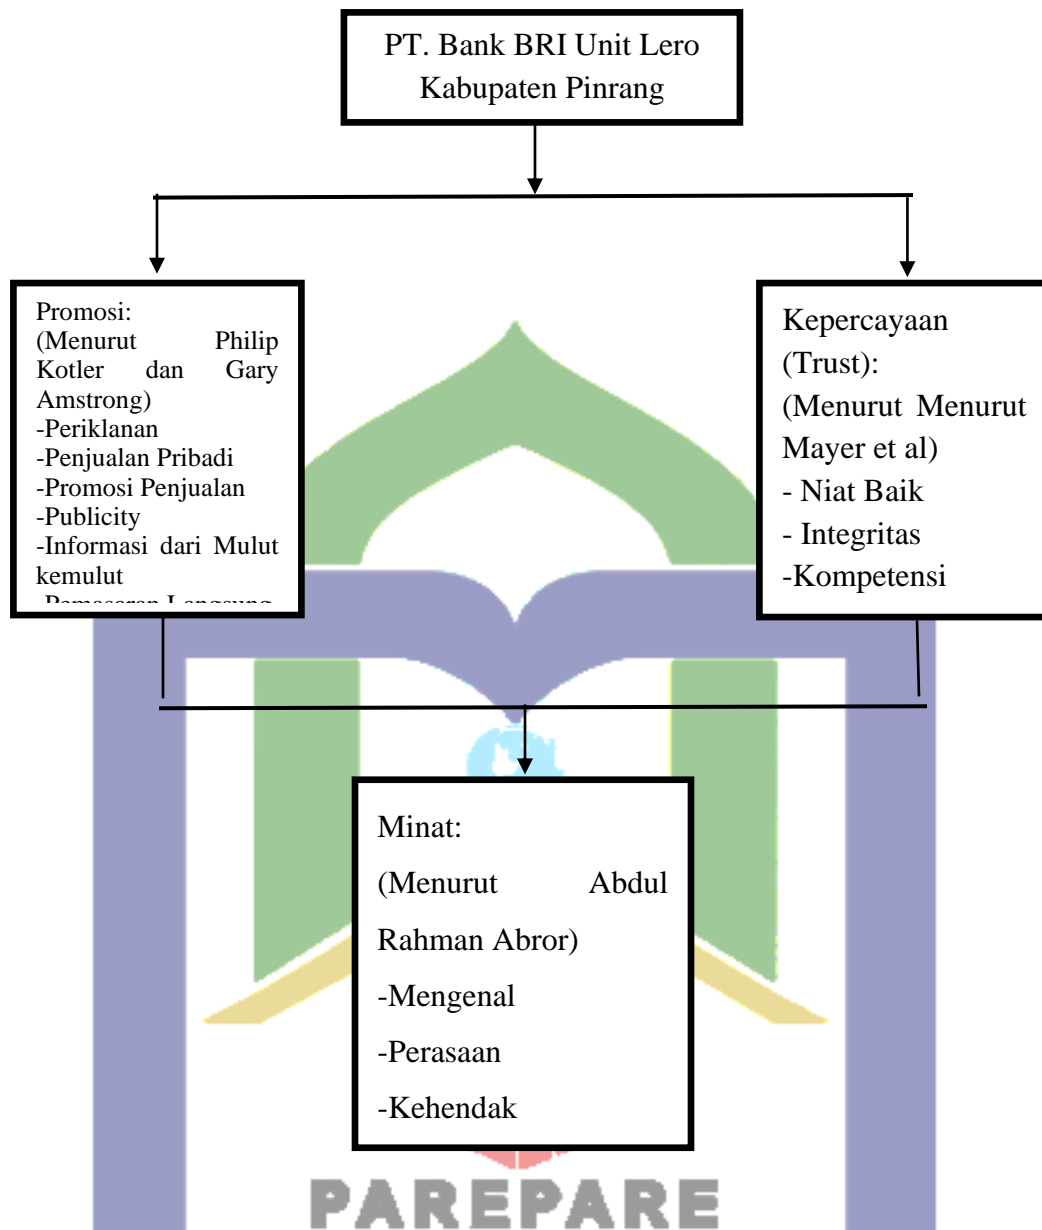 PT. Bank BRI Unit Lero
Kabupaten Pinrang
Promosi:
(Menurut Philip
Kotler dan Gary
Amstrong)
-Periklanan
-Penjualan Pribadi
-Promosi Penjualan
-Publicity
-Informasi dari Mulut
kemulut
Kepercayaan
(Trust):
(Menurut Menurut
Mayer et al)
- Niat Baik
- Integritas
-Kompetensi
Minat:
(Menurut Abdul
Rahman Abror)
-Mengenal
-Perasaan
-Kehendak
PAREPARE